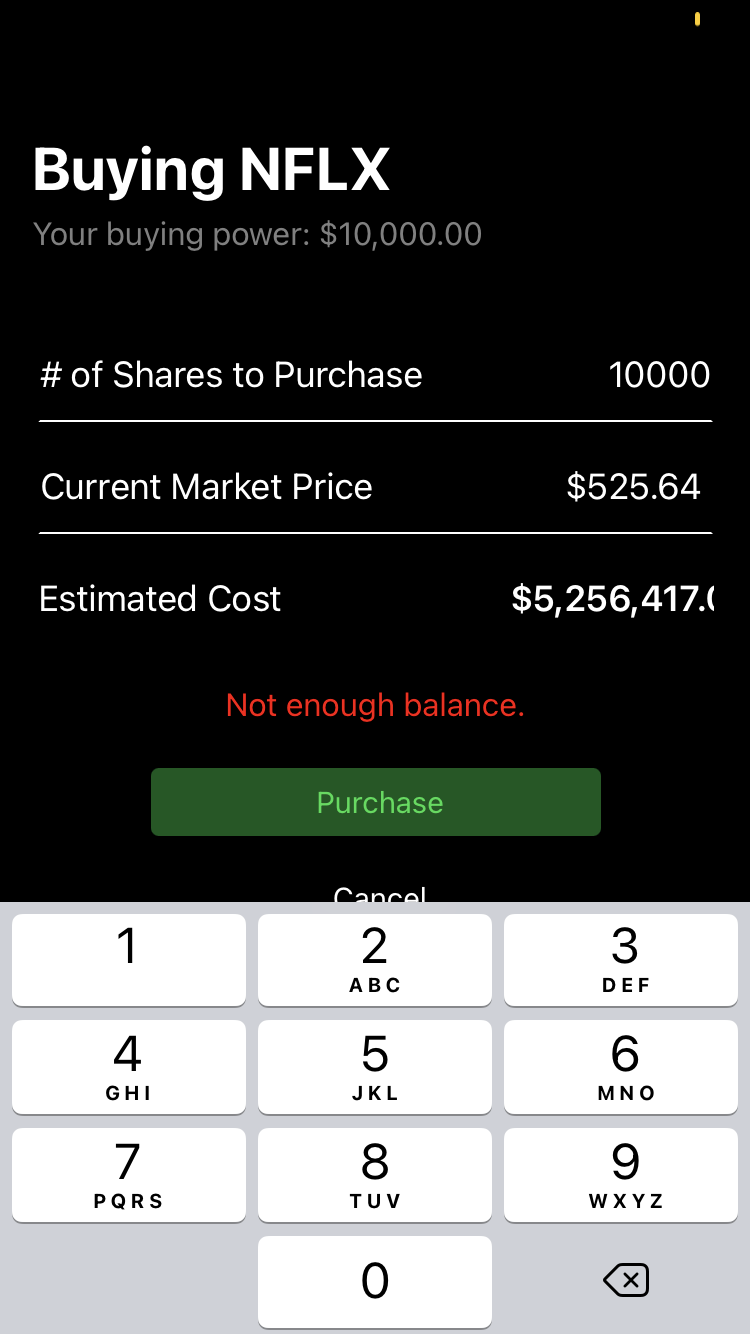 Buying NFLX
Your buying power: $10,000.00
# of Shares to Purchase 10000
Current Market Price $525.64
Estimated Cost $5,256,417.
Not enough balance.
Purchase
Cancel
1 2 3
ABC DEF
4 5 6
GHI JKL MNO
7 8 9
PQRS TUV WXYZ
0